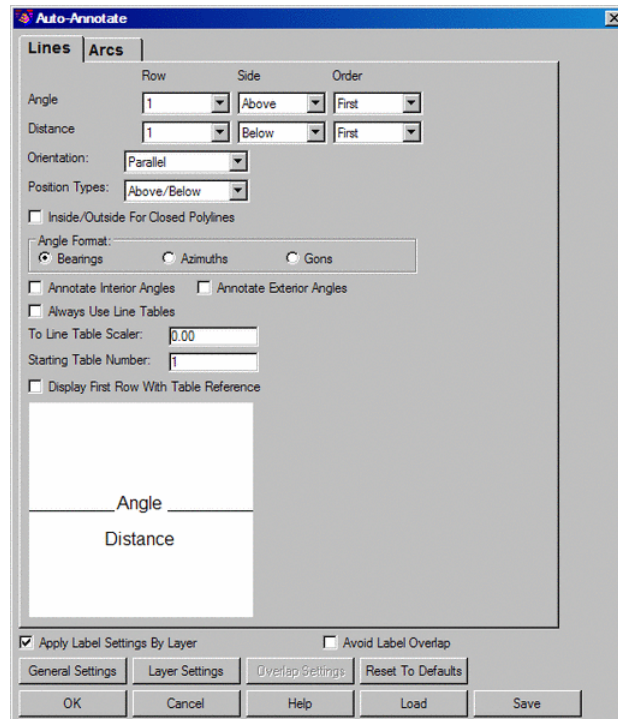 Auto-Annotate
Lines Arcs
Row Side Order
Angle 1 Above First
Distance 1 Below First
Orientation: Parallel
Position Types: Above/Below
Inside/Outside For Closed Polylines
Angle Format:
Bearings Azimuths Gons
Annotate Interior Angles Annotate Exterior Angles
Always Use Line Tables
To Line Table Scaler: 0.00
Starting Table Number: 1
Display First Row With Table Reference
Angle
Distance
Apply Label Settings By Layer Avoid Label Overlap
General Settings Layer Settings Overlap Settings Reset To Defaults
OK Cancel Help Load Save